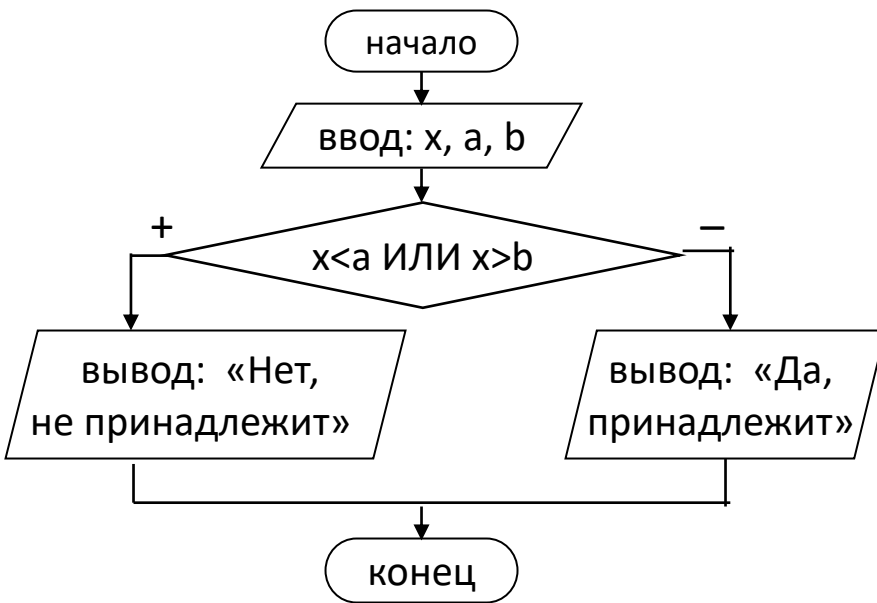 начало
ввод: x, a, b
+
–
x<a ИЛИ x>b
вывод: «Нет,
не принадлежит»
вывод: «Да,
принадлежит»
конец